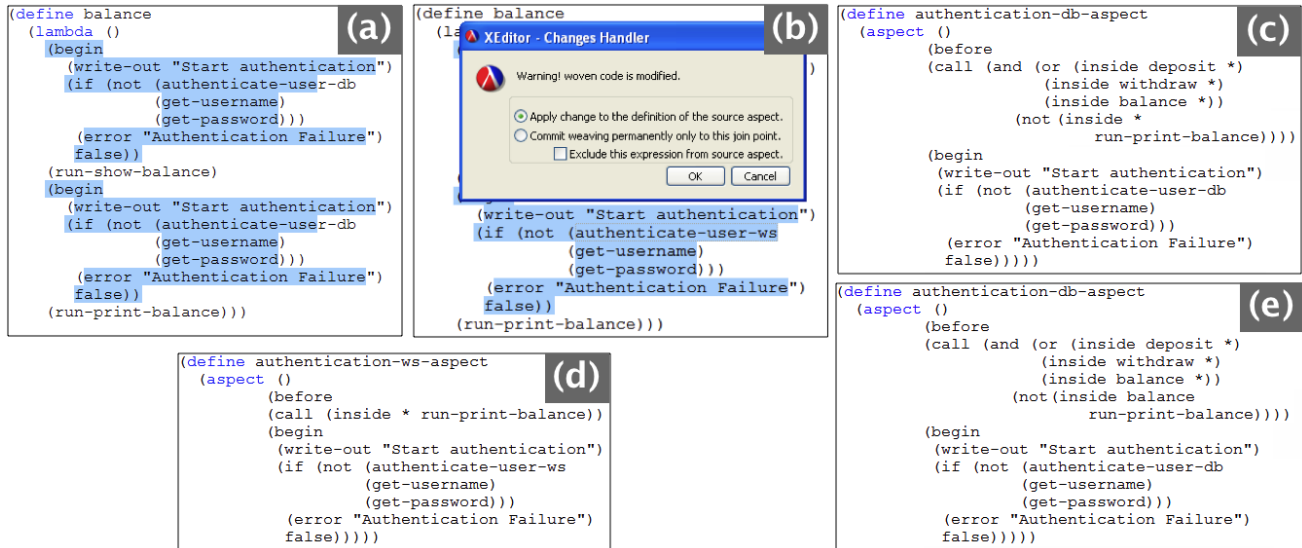 (define balance
(lambda ()
(begin
(write-out "Start authentication")
(if (not (authenticate-user-db
(get-username)
(get-password)))
(error "Authentication Failure")
false))
(run-show-balance)
(begin
(write-out "Start authentication")
(if (not (authenticate-user-db
(get-username)
(get-password)))
(error "Authentication Failure")
false))
(run-print-balance)))
(a)
(define balance
(la
(b)
XEditor - Changes Handler
)
Warning! woven code is modified.
Apply change to the definition of the source aspect.
Commit weaving permanently only to this join point.
Exclude this expression from source aspect.
OK Cancel
(write-out "Start authentication")
(if (not (authenticate-user-ws
(get-username)
(get-password)))
(error "Authentication Failure")
false))
(run-print-balance)))
(define authentication-db-aspect
(aspect ()
(c)
(before
(call (and (or (inside deposit *)
(inside withdraw *)
(inside balance *))
(not (inside *
run-print-balance))))
(begin
(write-out "Start authentication")
(if (not (authenticate-user-db
(get-username)
(get-password)))
(error "Authentication Failure")
false)))))
(define authentication-ws-aspect
(aspect ()
(d)
(before
(call (inside * run-print-balance))
(begin
(write-out "Start authentication")
(if (not (authenticate-user-ws
(get-username)
(get-password)))
(error "Authentication Failure")
false)))))
(define authentication-db-aspect
(aspect ()
(e)
(before
(call (and (or (inside deposit *)
(inside withdraw *)
(inside balance *))
(not (inside balance
run-print-balance))))
(begin
(write-out "Start authentication")
(if (not (authenticate-user-db
(get-username)
(get-password)))
(error "Authentication Failure")
false)))))